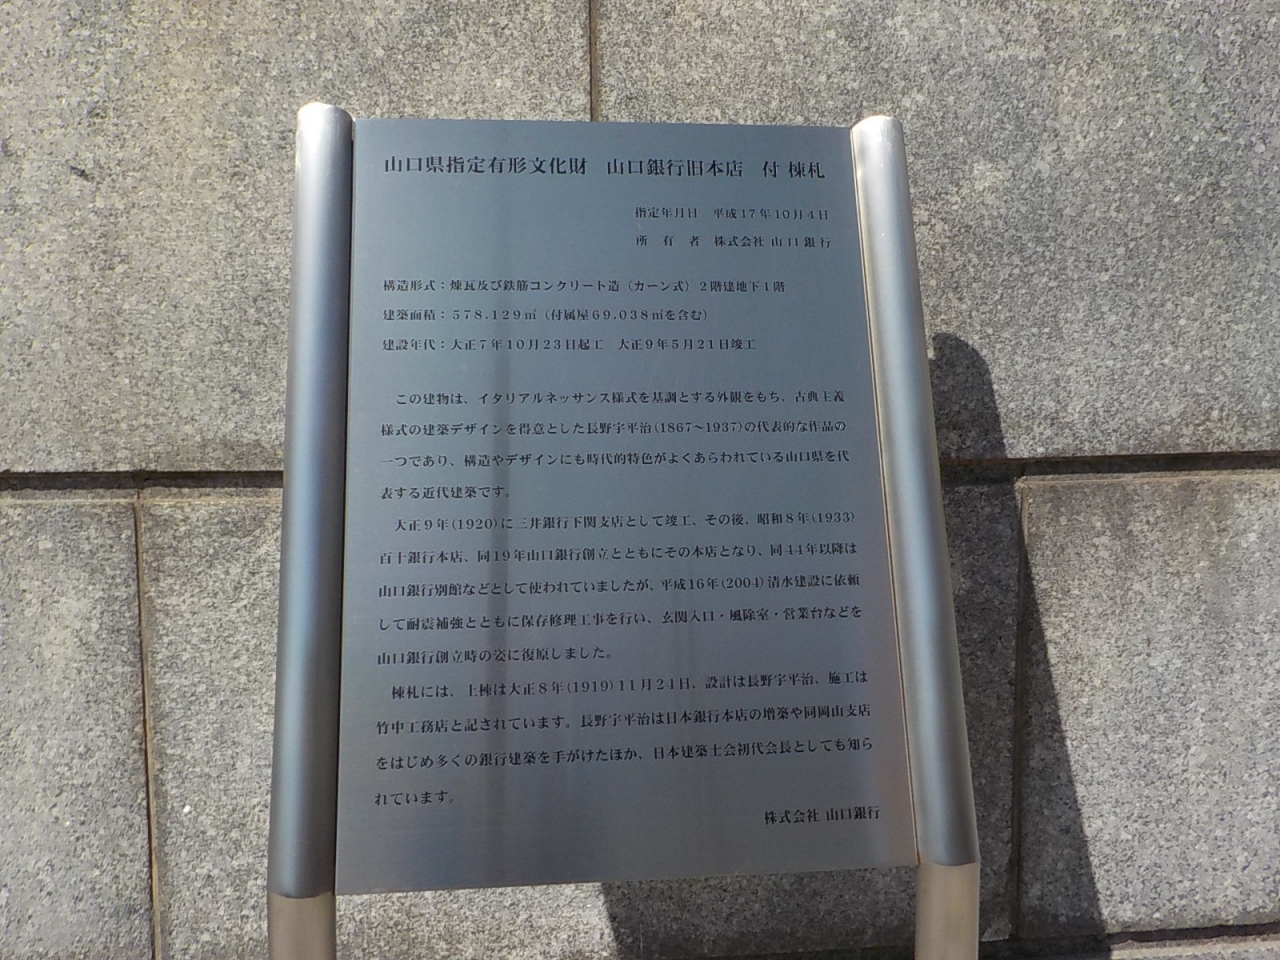 山口県指定有形文化財　山口銀行旧本店　付 棟札
指定年月日　平成17年10月4日
所　有　者　株式会社 山口銀行
構造形式：煉瓦及び鉄筋コンクリート造（カーン式）2階建地下1階
建築面積：578.129㎡（付属屋69.038㎡を含む）
建設年代：大正7年10月23日起工　大正9年5月21日竣工
この建物は、イタリアルネッサンス様式を基調とする外観をもち、古典主義
様式の建築デザインを得意とした長野宇平治(1867〜1937)の代表的な作品の
一つであり、構造やデザインにも時代的特色がよくあらわれている山口県を代
表する近代建築です。
大正9年(1920)に三井銀行下関支店として竣工、その後、昭和8年(1933)
百十銀行本店、同19年山口銀行創立とともにその本店となり、同44年以降は
山口銀行別館などとして使われていましたが、平成16年(2004)清水建設に依頼
して耐震補強とともに保存修理工事を行い、玄関入口・風除室・営業台などを
山口銀行創立時の姿に復原しました。
棟札には、上棟は大正8年(1919)11月24日、設計は長野宇平治、施工は
竹中工務店と記されています。長野宇平治は日本銀行本店の増築や同岡山支店
をはじめ多くの銀行建築を手がけたほか、日本建築士会初代会長としても知ら
れています。
株式会社 山口銀行